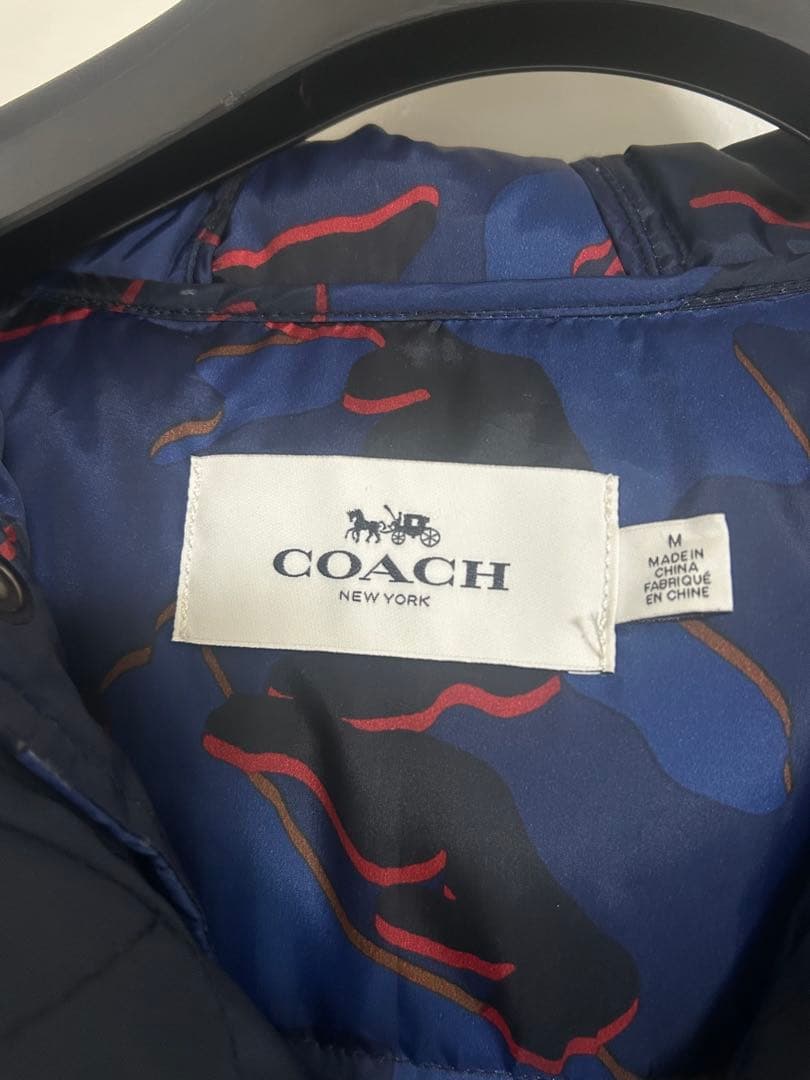 COACH
NEW YORK
M
MADE IN
CHINA
FABRIQUÉ
EN CHINE